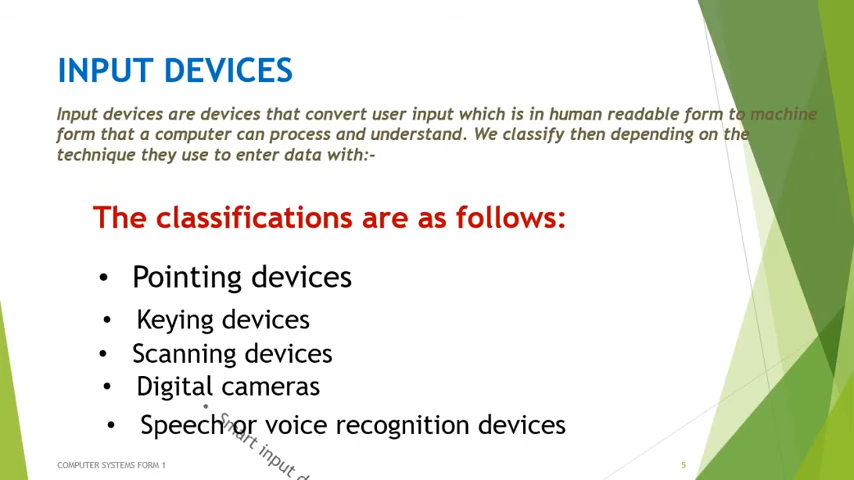 INPUT DEVICES
Input devices are devices that convert user input which is in human readable form to machine
form that a computer can process and understand. We classify then depending on the
technique they use to enter data with:-
The classifications are as follows:
• Pointing devices
• Keying devices
• Scanning devices
• Digital cameras
• Speech or voice recognition devices
• Smart input
COMPUTER SYSTEMS FORM 1
5